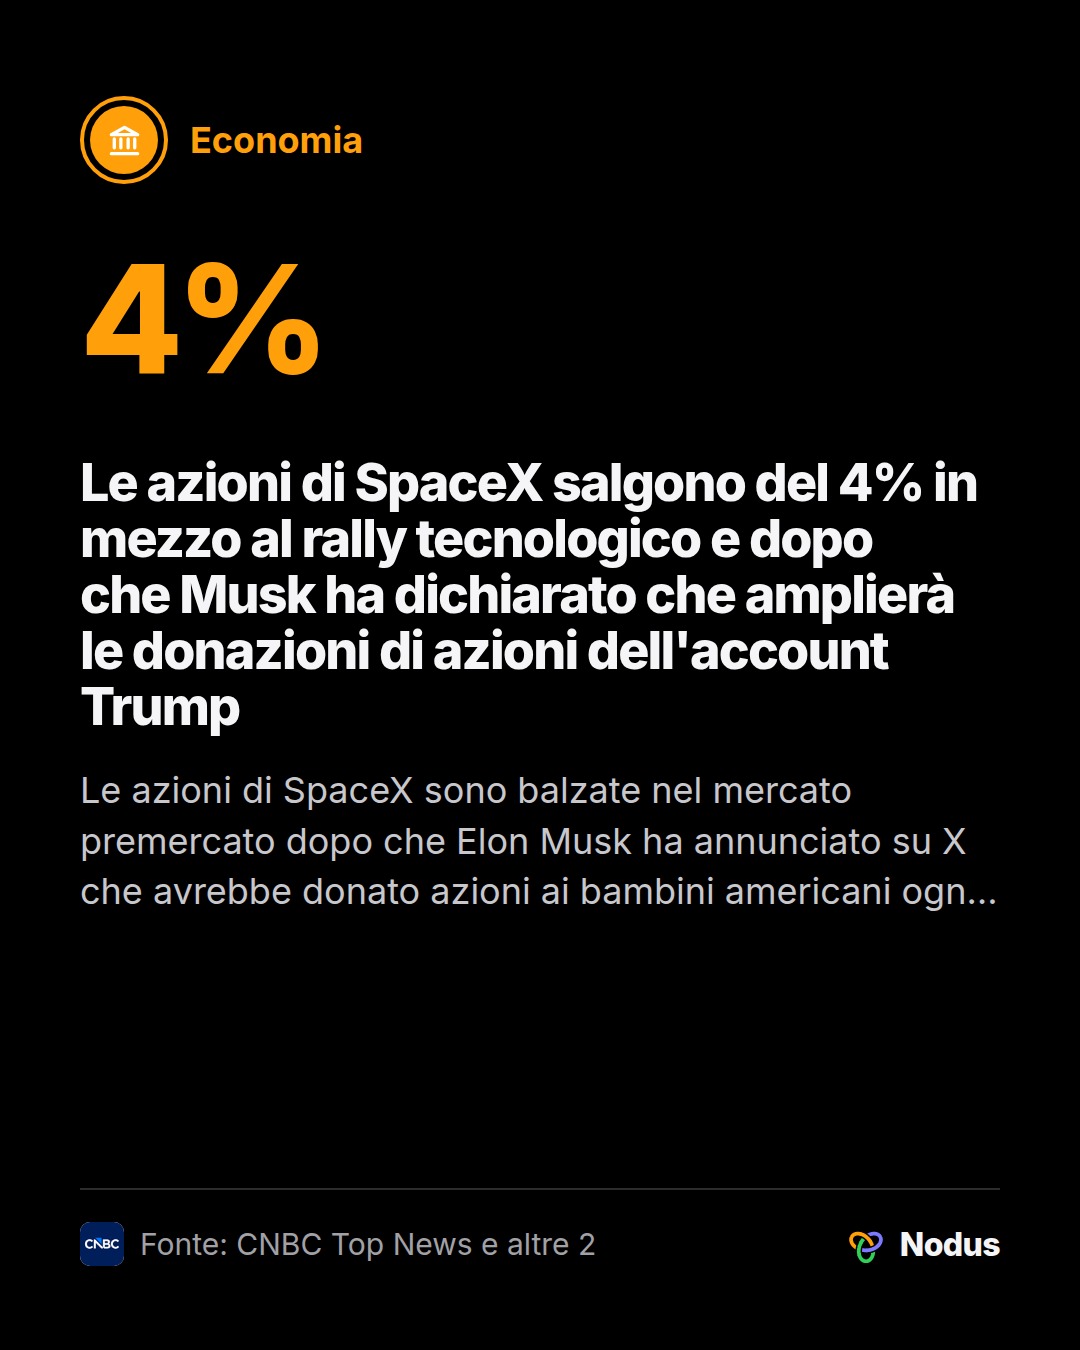 Economia
4%
Le azioni di SpaceX salgono del 4% in
mezzo al rally tecnologico e dopo
che Musk ha dichiarato che amplierà
le donazioni di azioni dell'account
Trump
Le azioni di SpaceX sono balzate nel mercato
premercato dopo che Elon Musk ha annunciato su X
che avrebbe donato azioni ai bambini americani ogn...
CNBC Fonte: CNBC Top News e altre 2
Nodus